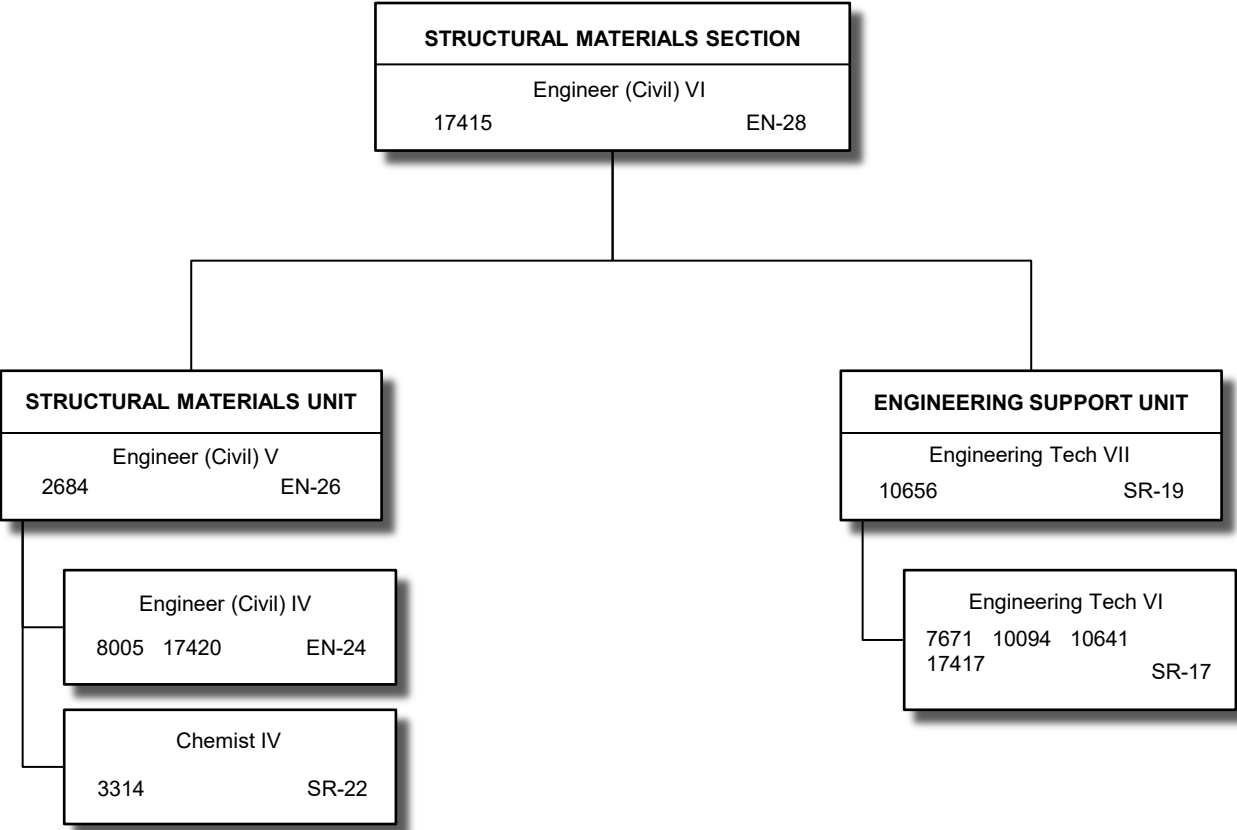 STRUCTURAL MATERIALS SECTION
Engineer (Civil) VI
17415 EN-28
STRUCTURAL MATERIALS UNIT
Engineer (Civil) V
2684 EN-26
Engineer (Civil) IV
8005 17420 EN-24
Chemist IV
3314 SR-22
ENGINEERING SUPPORT UNIT
Engineering Tech VII
10656 SR-19
Engineering Tech VI
7671 10094 10641
17417 SR-17